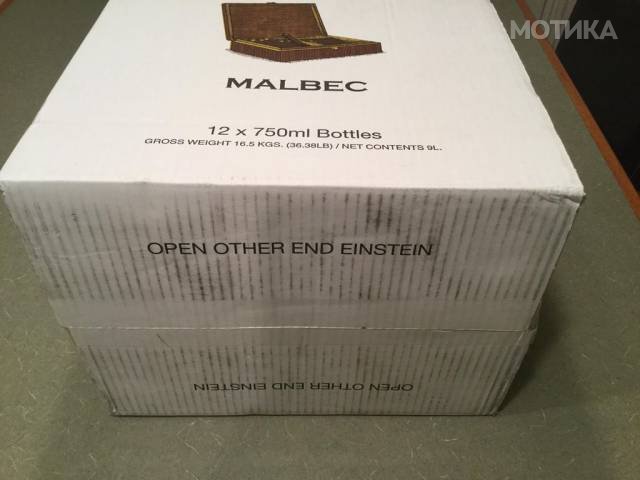 МОТИКА
MALBEC
12 x 750ml Bottles
GROSS WEIGHT 16.5 KGS. (36.38LB) / NET CONTENTS 9L.
OPEN OTHER END EINSTEIN
OPEN OTHER END EINSTEIN